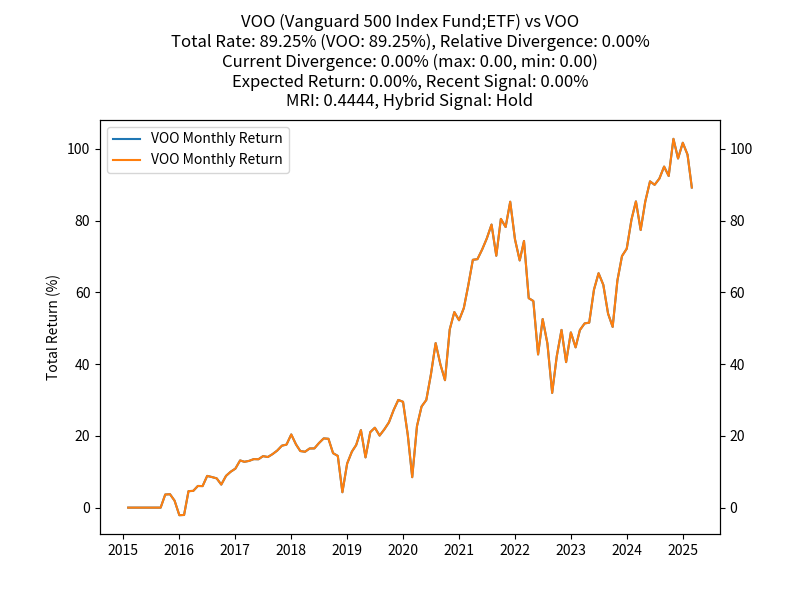 VOO (Vanguard 500 Index Fund;ETF) vs VOO
Total Rate: 89.25% (VOO: 89.25%), Relative Divergence: 0.00%
Current Divergence: 0.00% (max: 0.00, min: 0.00)
Expected Return: 0.00%, Recent Signal: 0.00%
MRI: 0.4444, Hybrid Signal: Hold
VOO Monthly Return
VOO Monthly Return
Total Return (%)
100 100
80 80
60 60
40 40
20 20
0 0
2015 2016 2017 2018 2019 2020 2021 2022 2023 2024 2025